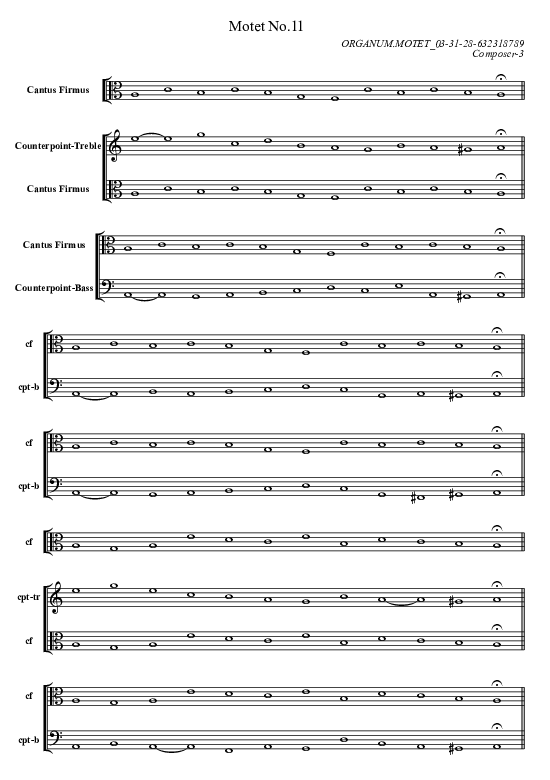 Motet No.11
ORGANUM.MOTET_03-31-28-632318789
Composer-3
Cantus Firmus
Counterpoint-Treble
Cantus Firmus
Cantus Firmus
Counterpoint-Bass
cf
cpt-b
cf
cpt-b
cf
cpt-tr
cf
cf
cpt-b